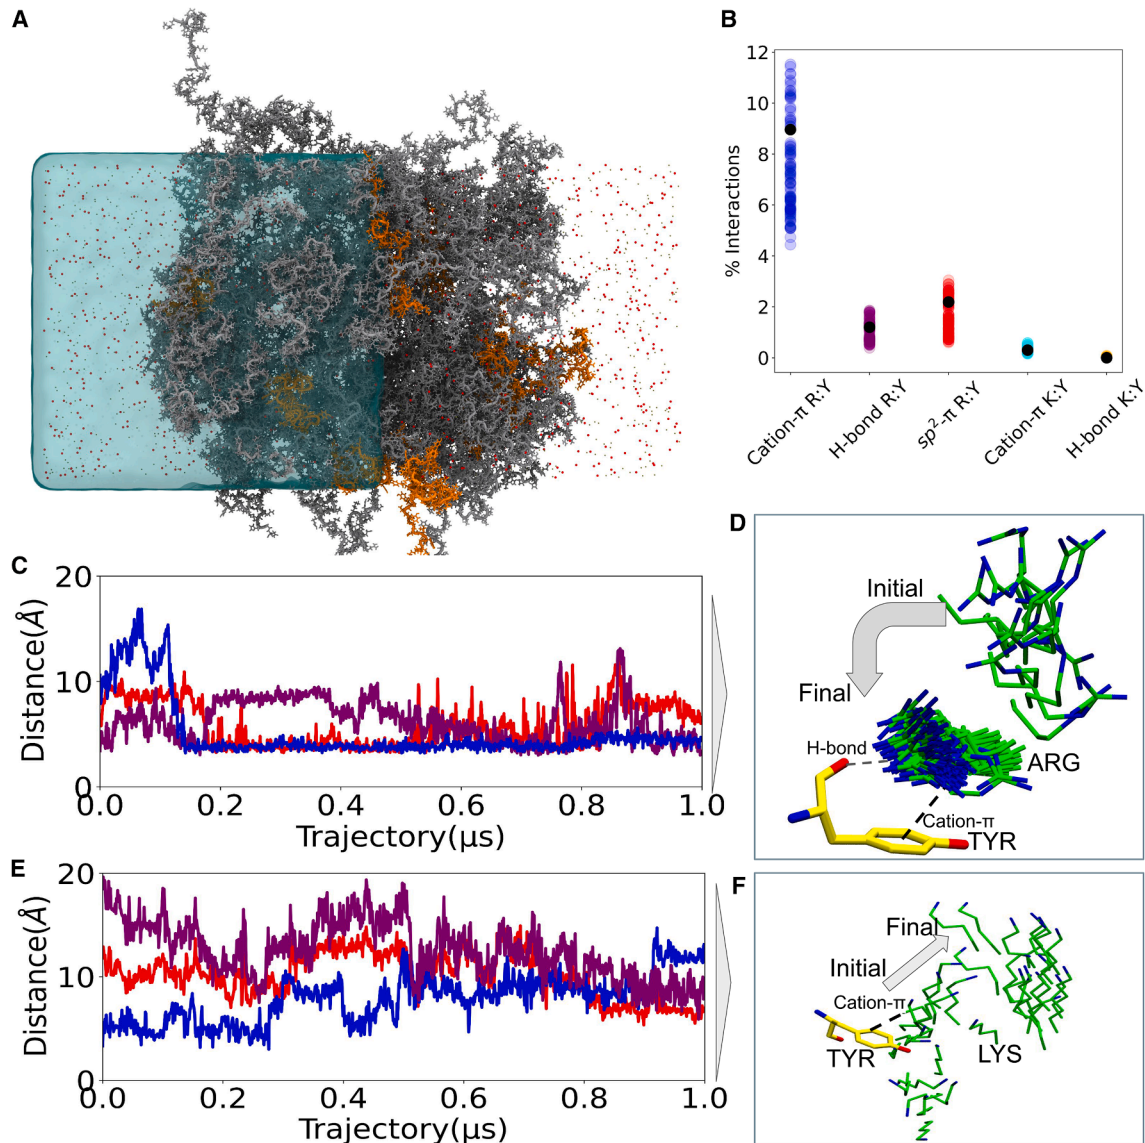 A
B
12
10
8
6
4
2
0
% Interactions
Cation-π R:Y
H-bond R:Y
sp²-π R:Y
Cation-π K:Y
H-bond K:Y
C
20
10
0
Distance(Å)
0.0 0.2 0.4 0.6 0.8 1.0
Trajectory(μs)
D
Initial
Final
H-bond
ARG
Cation-π
TYR
E
20
10
0
Distance(Å)
0.0 0.2 0.4 0.6 0.8 1.0
Trajectory(μs)
F
Final
Initial
Cation-π
TYR
LYS